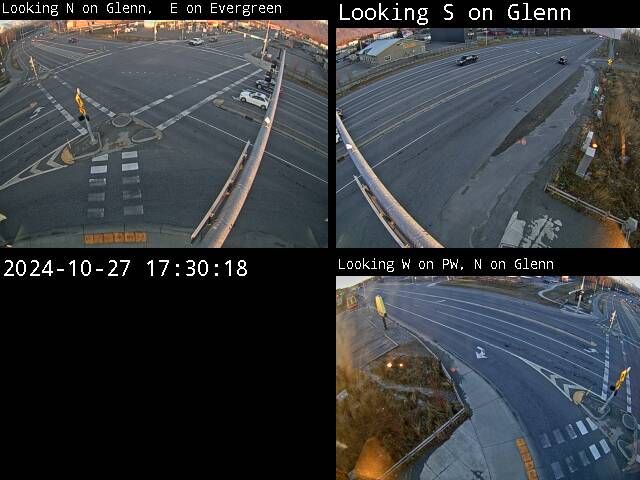 Looking N on Glenn,  E on Evergreen
Looking S on Glenn
2024-10-27 17:30:18
Looking W on PW, N on Glenn